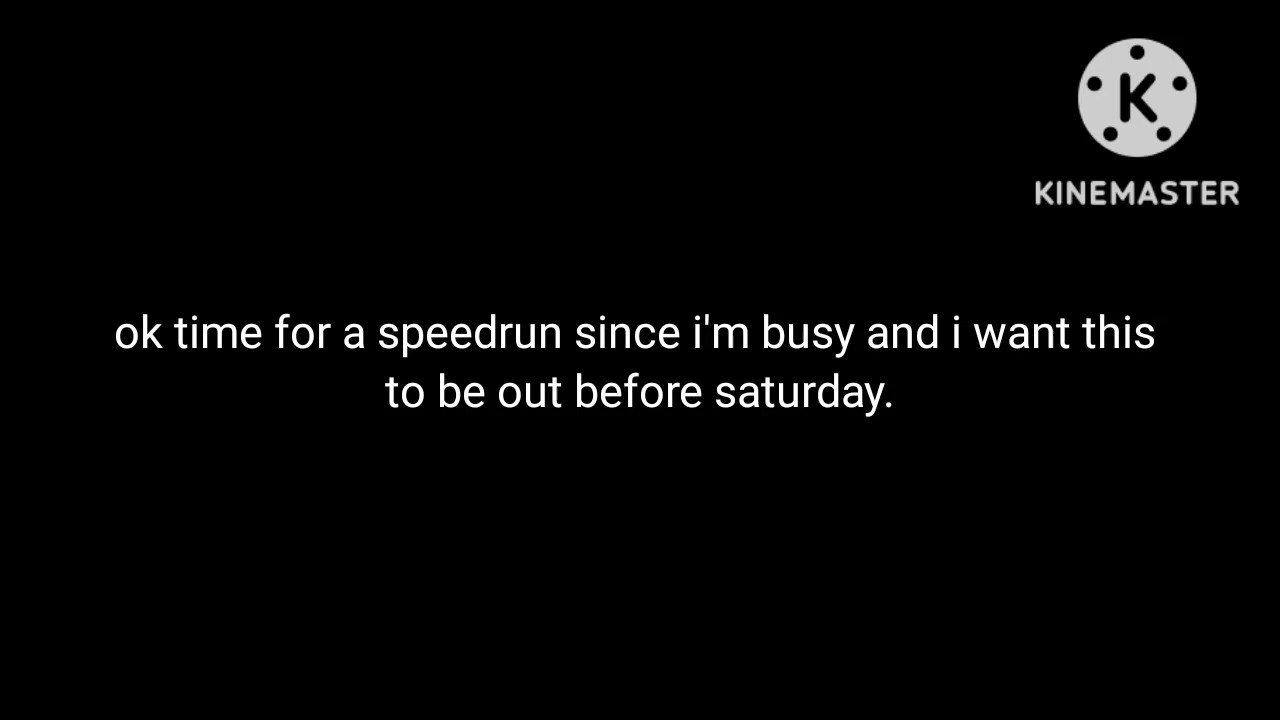 K
KINEMASTER
ok time for a speedrun since i'm busy and i want this
to be out before saturday.